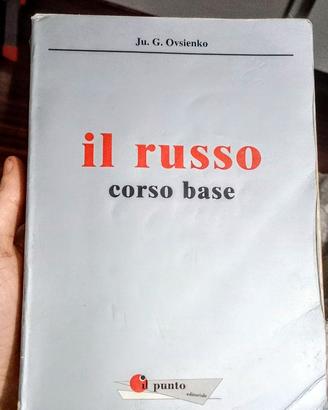 Ju. G. Ovsienko
il russo
corso base
il punto
editoriale